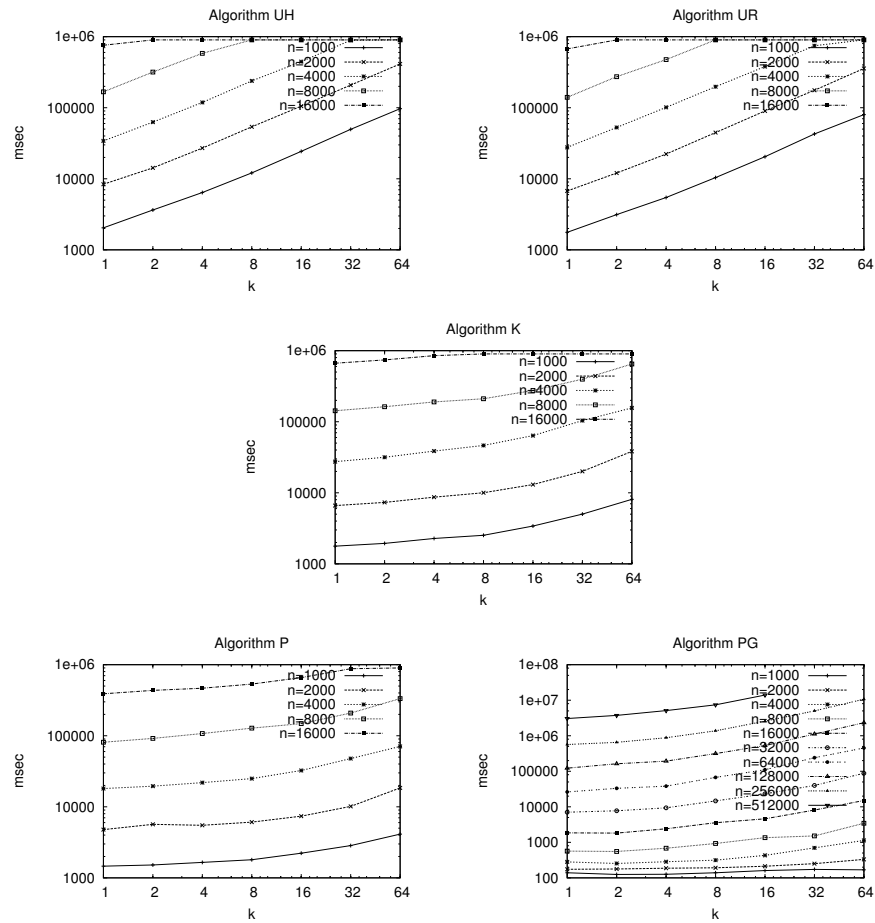 Algorithm UH
1e+06
100000
10000
1000
msec
n=1000
n=2000
n=4000
n=8000
n=16000
1 2 4 8 16 32 64
k
Algorithm UR
1e+06
100000
10000
1000
msec
n=1000
n=2000
n=4000
n=8000
n=16000
1 2 4 8 16 32 64
k
Algorithm K
1e+06
100000
10000
1000
msec
n=1000
n=2000
n=4000
n=8000
n=16000
1 2 4 8 16 32 64
k
Algorithm P
1e+06
100000
10000
1000
msec
n=1000
n=2000
n=4000
n=8000
n=16000
1 2 4 8 16 32 64
k
Algorithm PG
1e+08
1e+07
1e+06
100000
10000
1000
100
msec
n=1000
n=2000
n=4000
n=8000
n=16000
n=32000
n=64000
n=128000
n=256000
n=512000
1 2 4 8 16 32 64
k